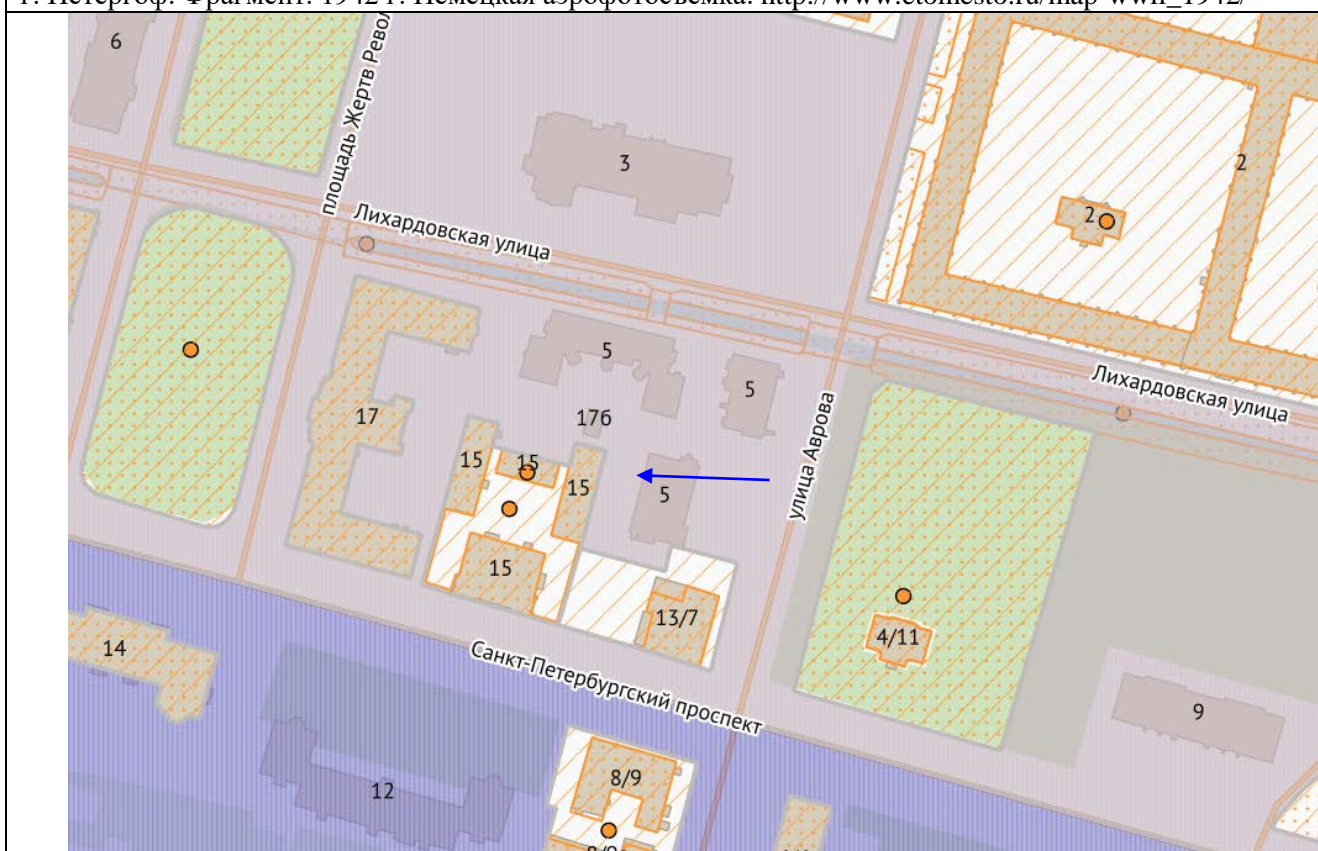 г. Петергоф. Фрагмент. 1942 г. Немецкая аэрофотосъемка. http://www.etomesto.ru/map-wwii_1942/
6
площадь Жертв Револ
3
2
2
Лихардовская улица
Лихардовская улица
5
5
17
17б
улица Аврова
15
15
15
5
15
13/7
4/11
14
Санкт-Петербургский проспект
9
12
8/9